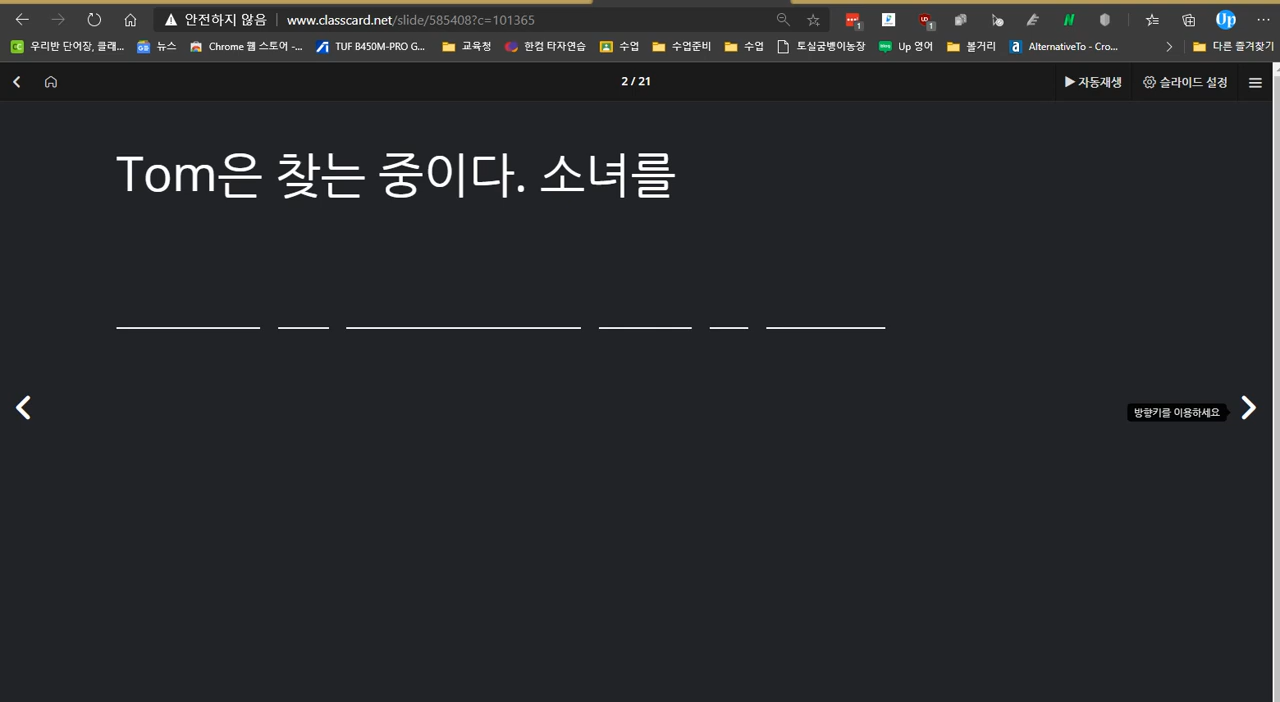 안전하지 않음 www.classcard.net/slide/585408?c=101365
우리반 단어장, 클래... 뉴스 Chrome 웹 스토어 -... TUF B450M-PRO G... 교육청 한컴 타자연습 수업 수업준비 수업 토실굼벵이농장 Up 영어 볼거리 AlternativeTo - Cro... 다른 즐겨찾기
2 / 21 자동재생 슬라이드 설정
Tom은 찾는 중이다. 소녀를
방향키를 이용하세요